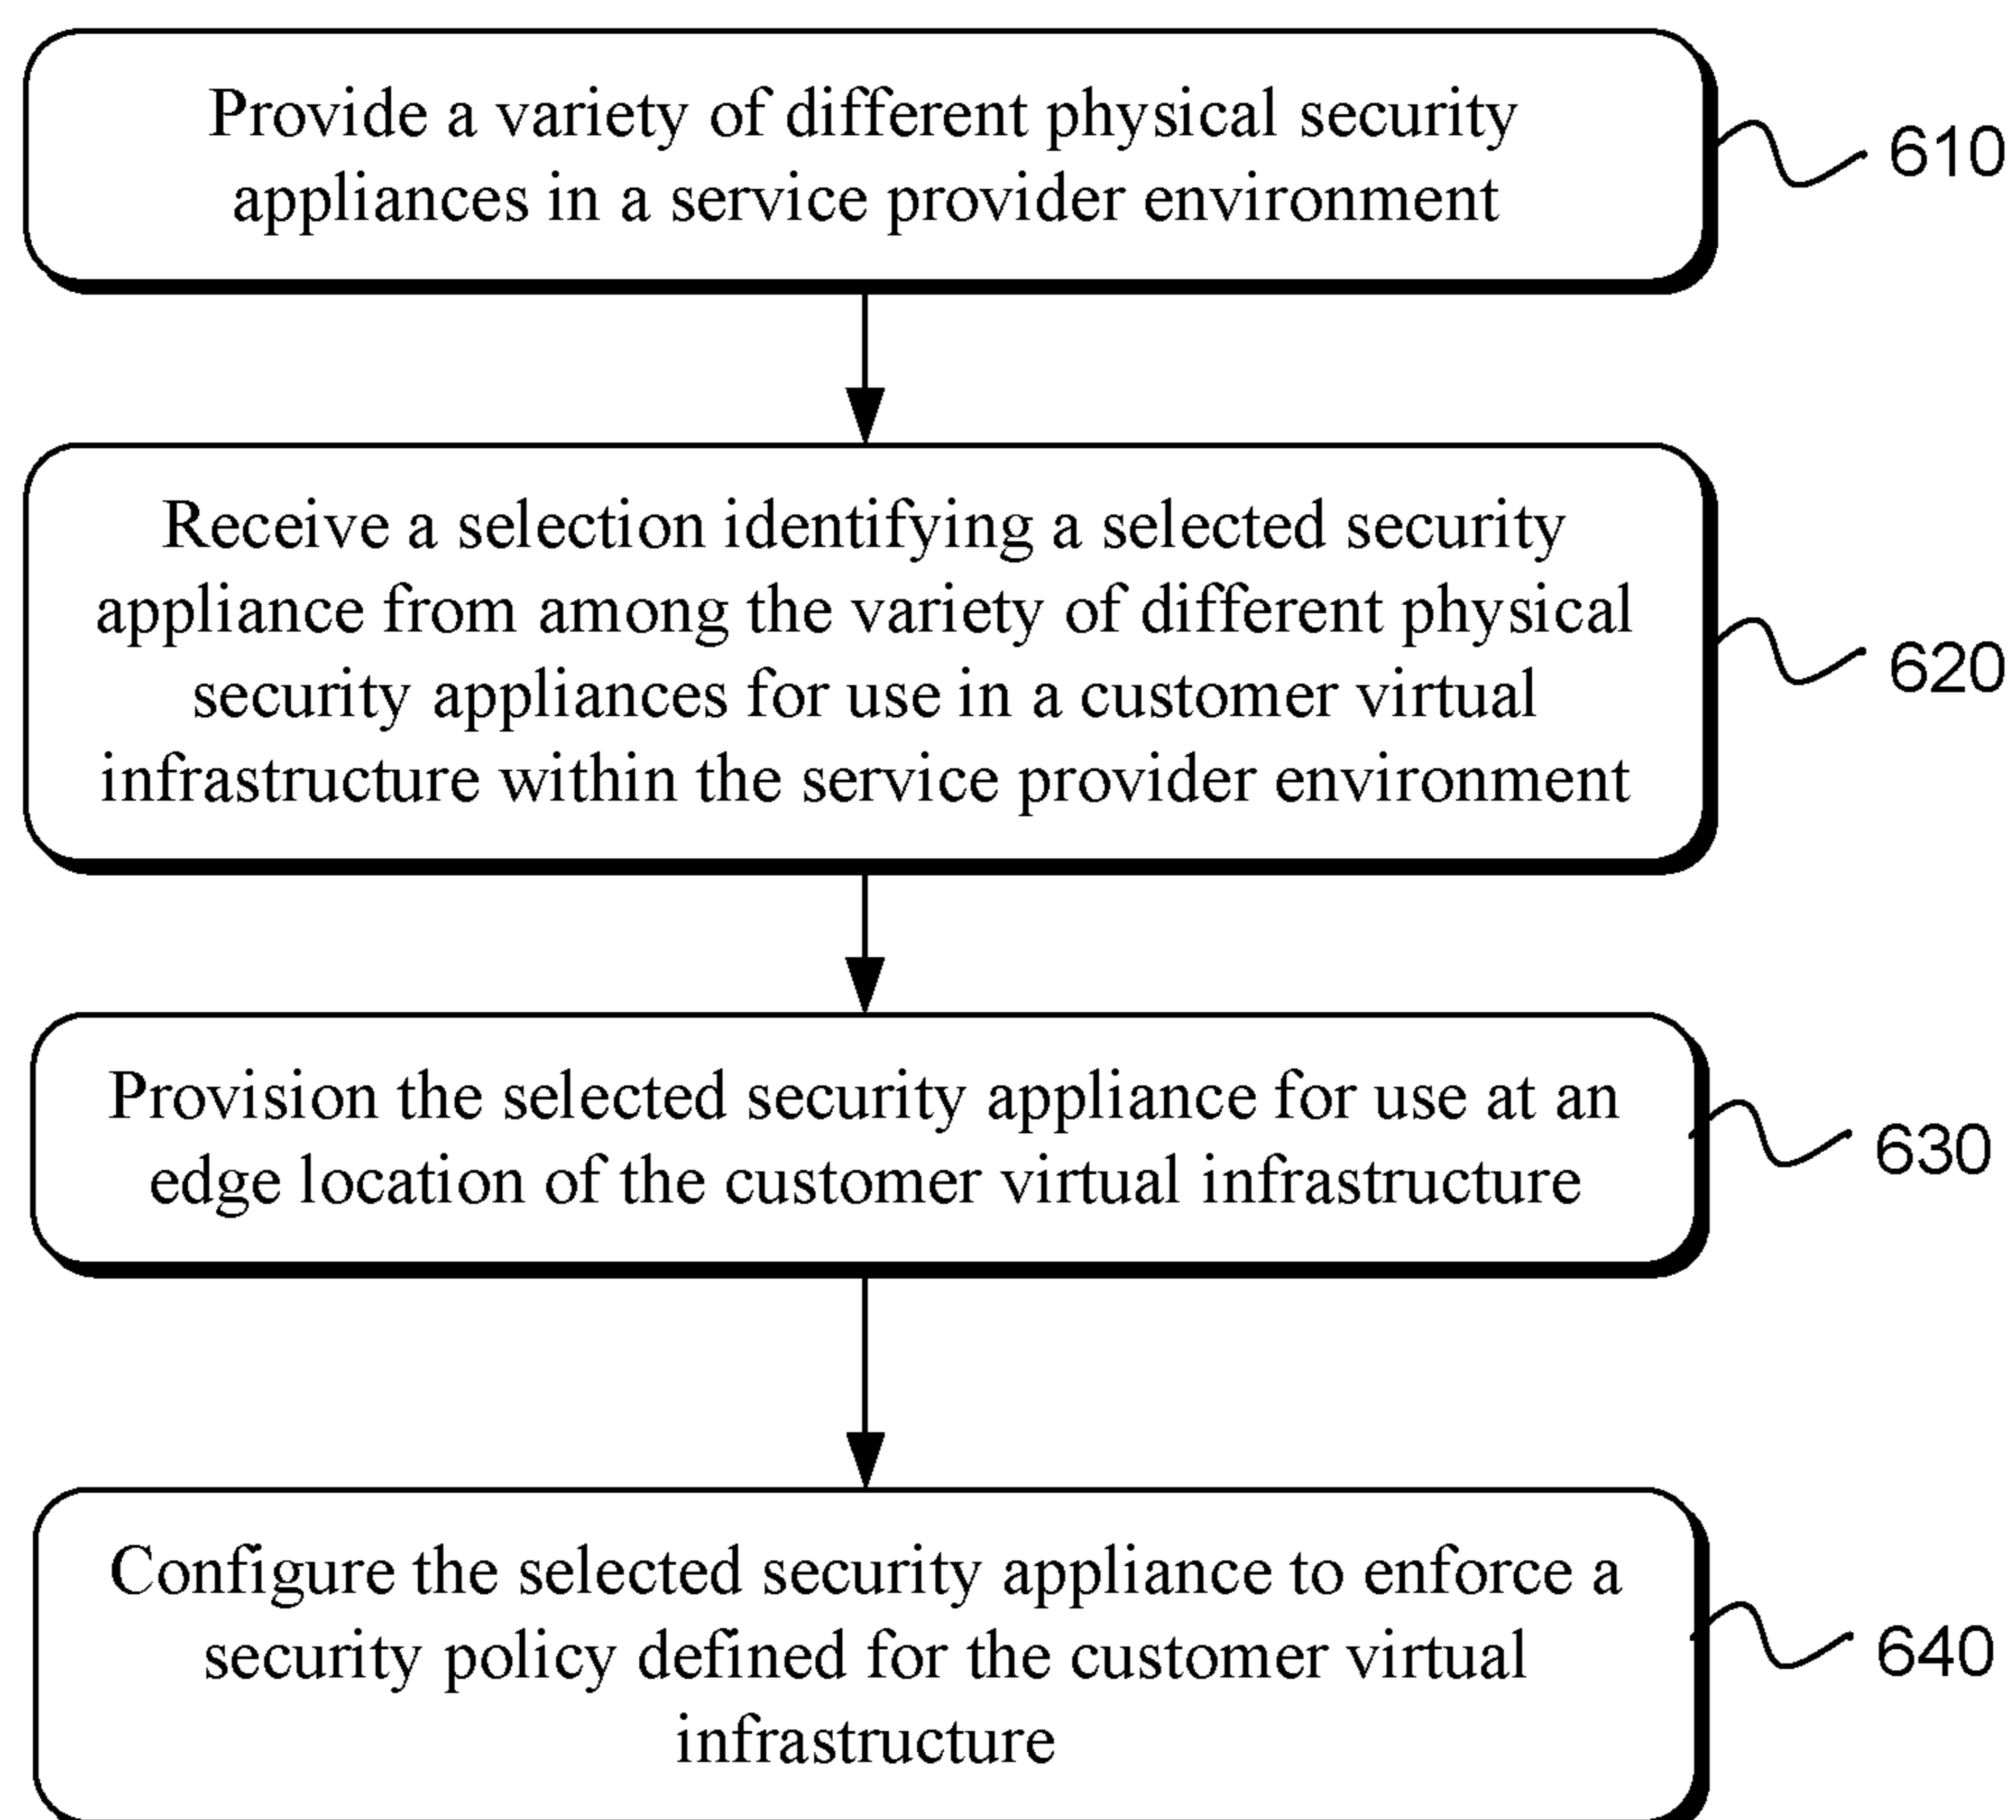 Provide a variety of different physical security
appliances in a service provider environment
610
Receive a selection identifying a selected security
appliance from among the variety of different physical
security appliances for use in a customer virtual
infrastructure within the service provider environment
620
Provision the selected security appliance for use at an
edge location of the customer virtual infrastructure
630
Configure the selected security appliance to enforce a
security policy defined for the customer virtual
infrastructure
640